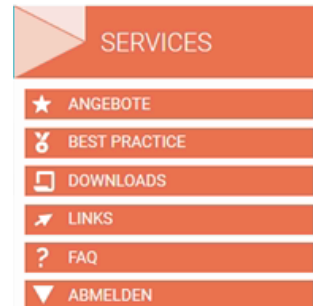 SERVICES
ANGEBOTE
BEST PRACTICE
DOWNLOADS
LINKS
? FAQ
ABMELDEN